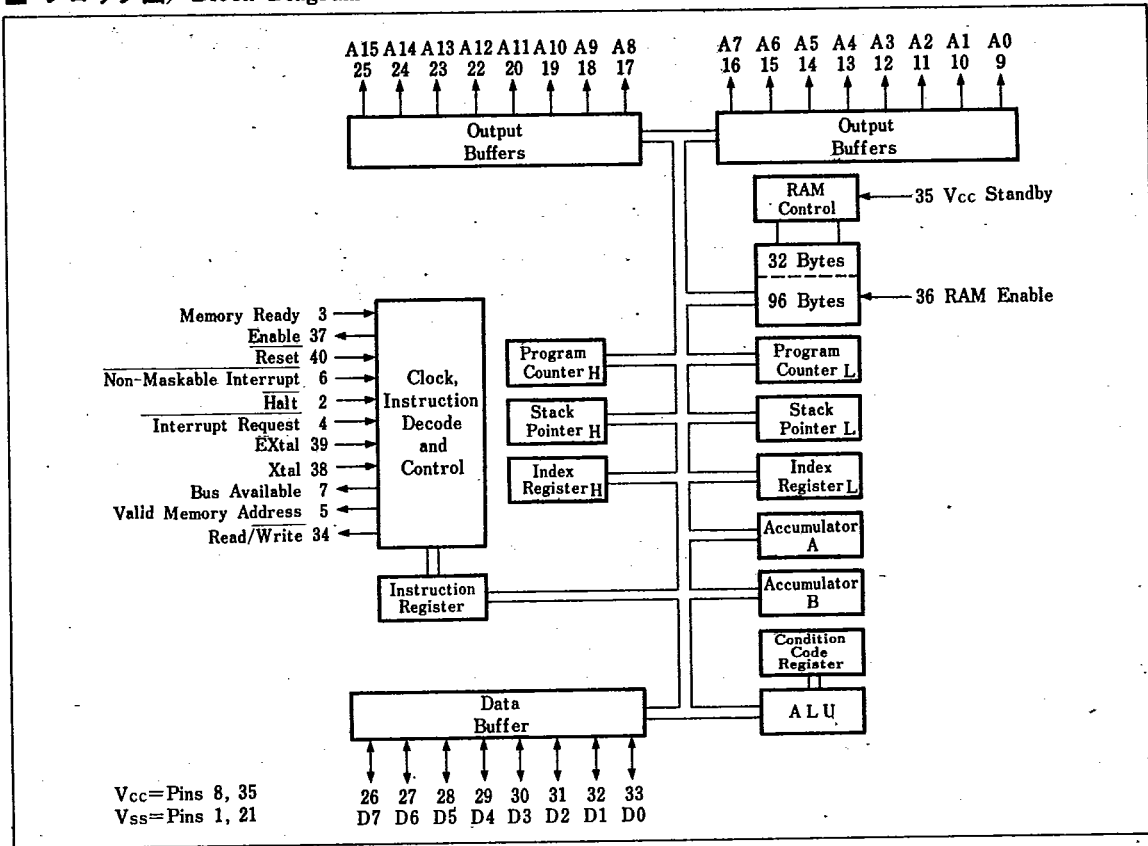 A15 A14 A13 A12 A11 A10 A9 A8
25 24 23 22 20 19 18 17
A7 A6 A5 A4 A3 A2 A1 A0
16 15 14 13 12 11 10 9
Output
Buffers
Output
Buffers
RAM
Control
35 Vcc Standby
32 Bytes
96 Bytes
36 RAM Enable
Memory Ready 3
Enable 37
Reset 40
Non-Maskable Interrupt 6
Halt 2
Interrupt Request 4
EXtal 39
Xtal 38
Bus Available 7
Valid Memory Address 5
Read/Write 34
Clock,
Instruction
Decode
and
Control
Program
Counter H
Program
Counter L
Stack
Pointer H
Stack
Pointer L
Index
Register H
Index
Register L
Accumulator
A
Instruction
Register
Accumulator
B
Condition
Code
Register
ALU
Data
Buffer
26 27 28 29 30 31 32 33
D7 D6 D5 D4 D3 D2 D1 D0
Vcc=Pins 8, 35
Vss=Pins 1, 21